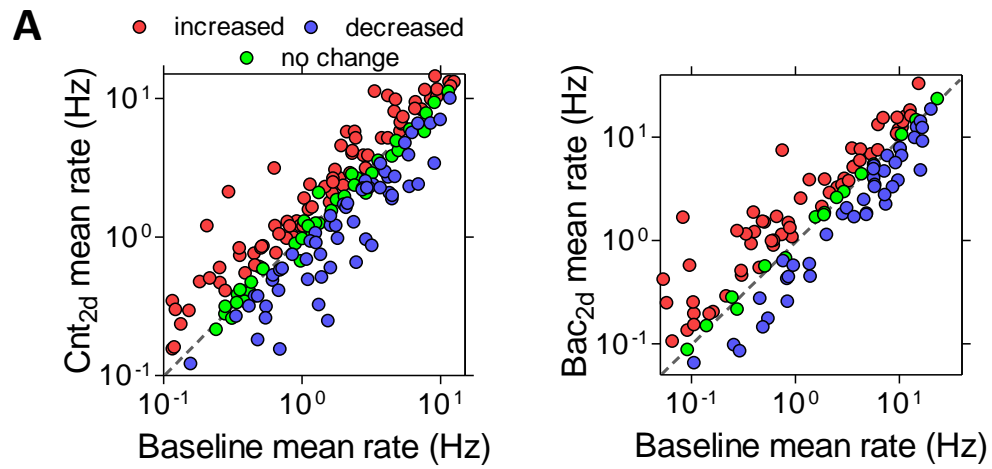 A
increased decreased
no change
Cnt2d mean rate (Hz)
10^1
10^0
10^-1
10^-1 10^0 10^1
Baseline mean rate (Hz)
Bac2d mean rate (Hz)
10^1
10^0
10^-1
10^-1 10^0 10^1
Baseline mean rate (Hz)